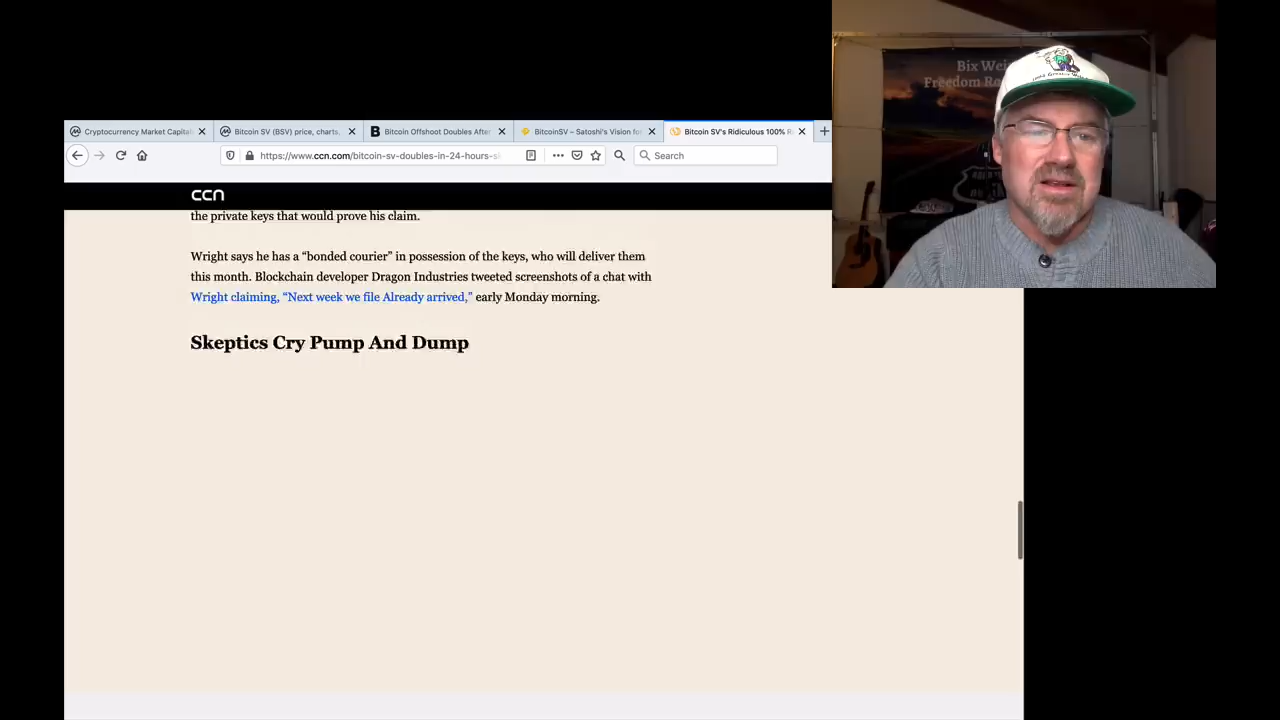 Bix Wei
Freedom Ro
Cryptocurrency Market Capital
Bitcoin SV (BSV) price, charts,
Bitcoin Offshoot Doubles After
BitcoinSV – Satoshi's Vision fo
Bitcoin SV's Ridiculous 100% R
https://www.ccn.com/bitcoin-sv-doubles-in-24-hours-s
Search
ccn
the private keys that would prove his claim.
Wright says he has a “bonded courier” in possession of the keys, who will deliver them
this month. Blockchain developer Dragon Industries tweeted screenshots of a chat with
Wright claiming, “Next week we file Already arrived,” early Monday morning.
Skeptics Cry Pump And Dump